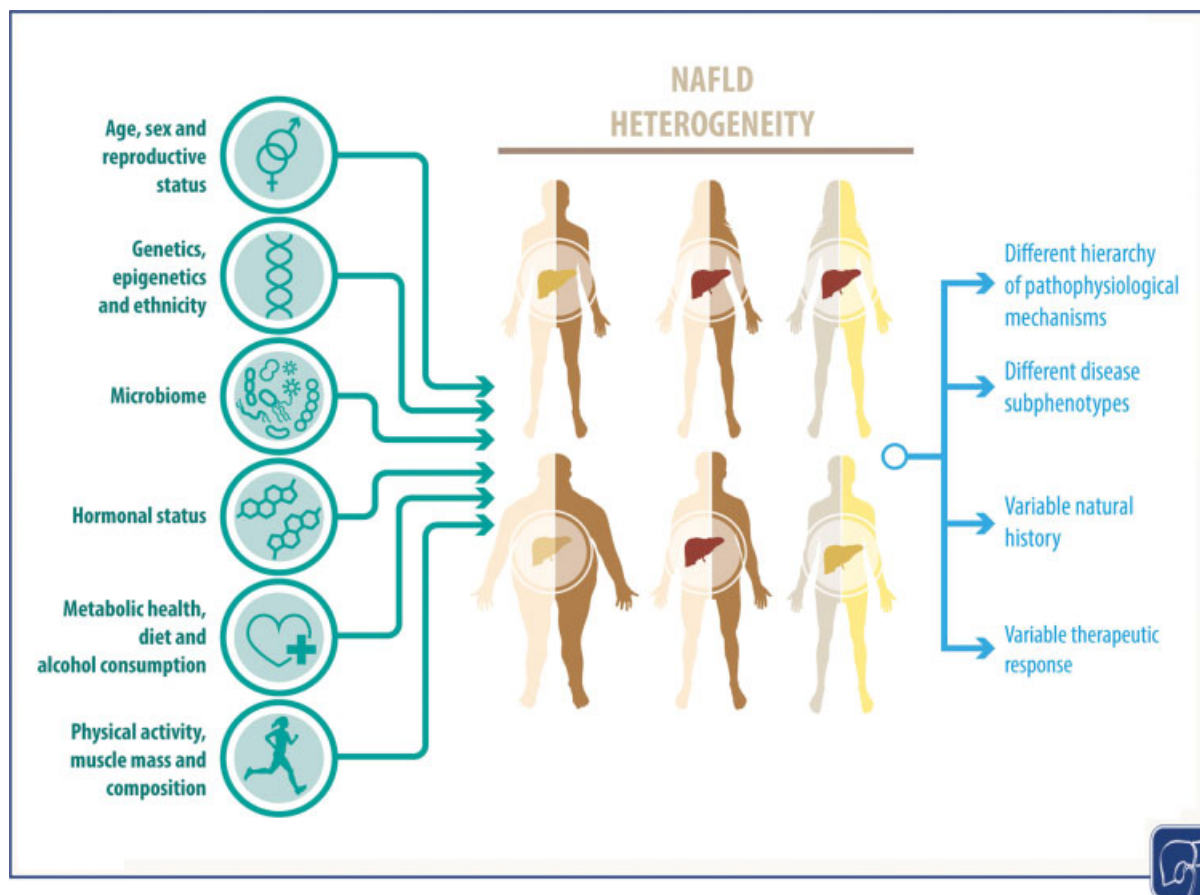 NAFLD
HETEROGENEITY
Age, sex and
reproductive
status
Genetics,
epigenetics
and ethnicity
Microbiome
Hormonal status
Metabolic health,
diet and
alcohol consumption
Physical activity,
muscle mass and
composition
Different hierarchy
of pathophysiological
mechanisms
Different disease
subphenotypes
Variable natural
history
Variable therapeutic
response